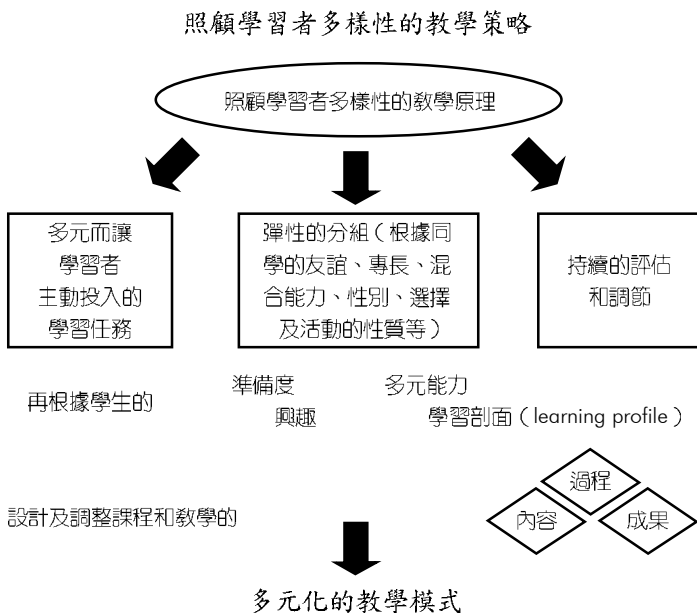 照顧學習者多樣性的教學策略
照顧學習者多樣性的教學原理
多元而讓
學習者
主動投入的
學習任務
彈性的分組（根據同
學的友誼、專長、混
合能力、性別、選擇
及活動的性質等）
持續的評估
和調節
再根據學生的
準備度
多元能力
興趣
學習剖面（learning profile）
設計及調整課程和教學的
過程
內容
成果
多元化的教學模式